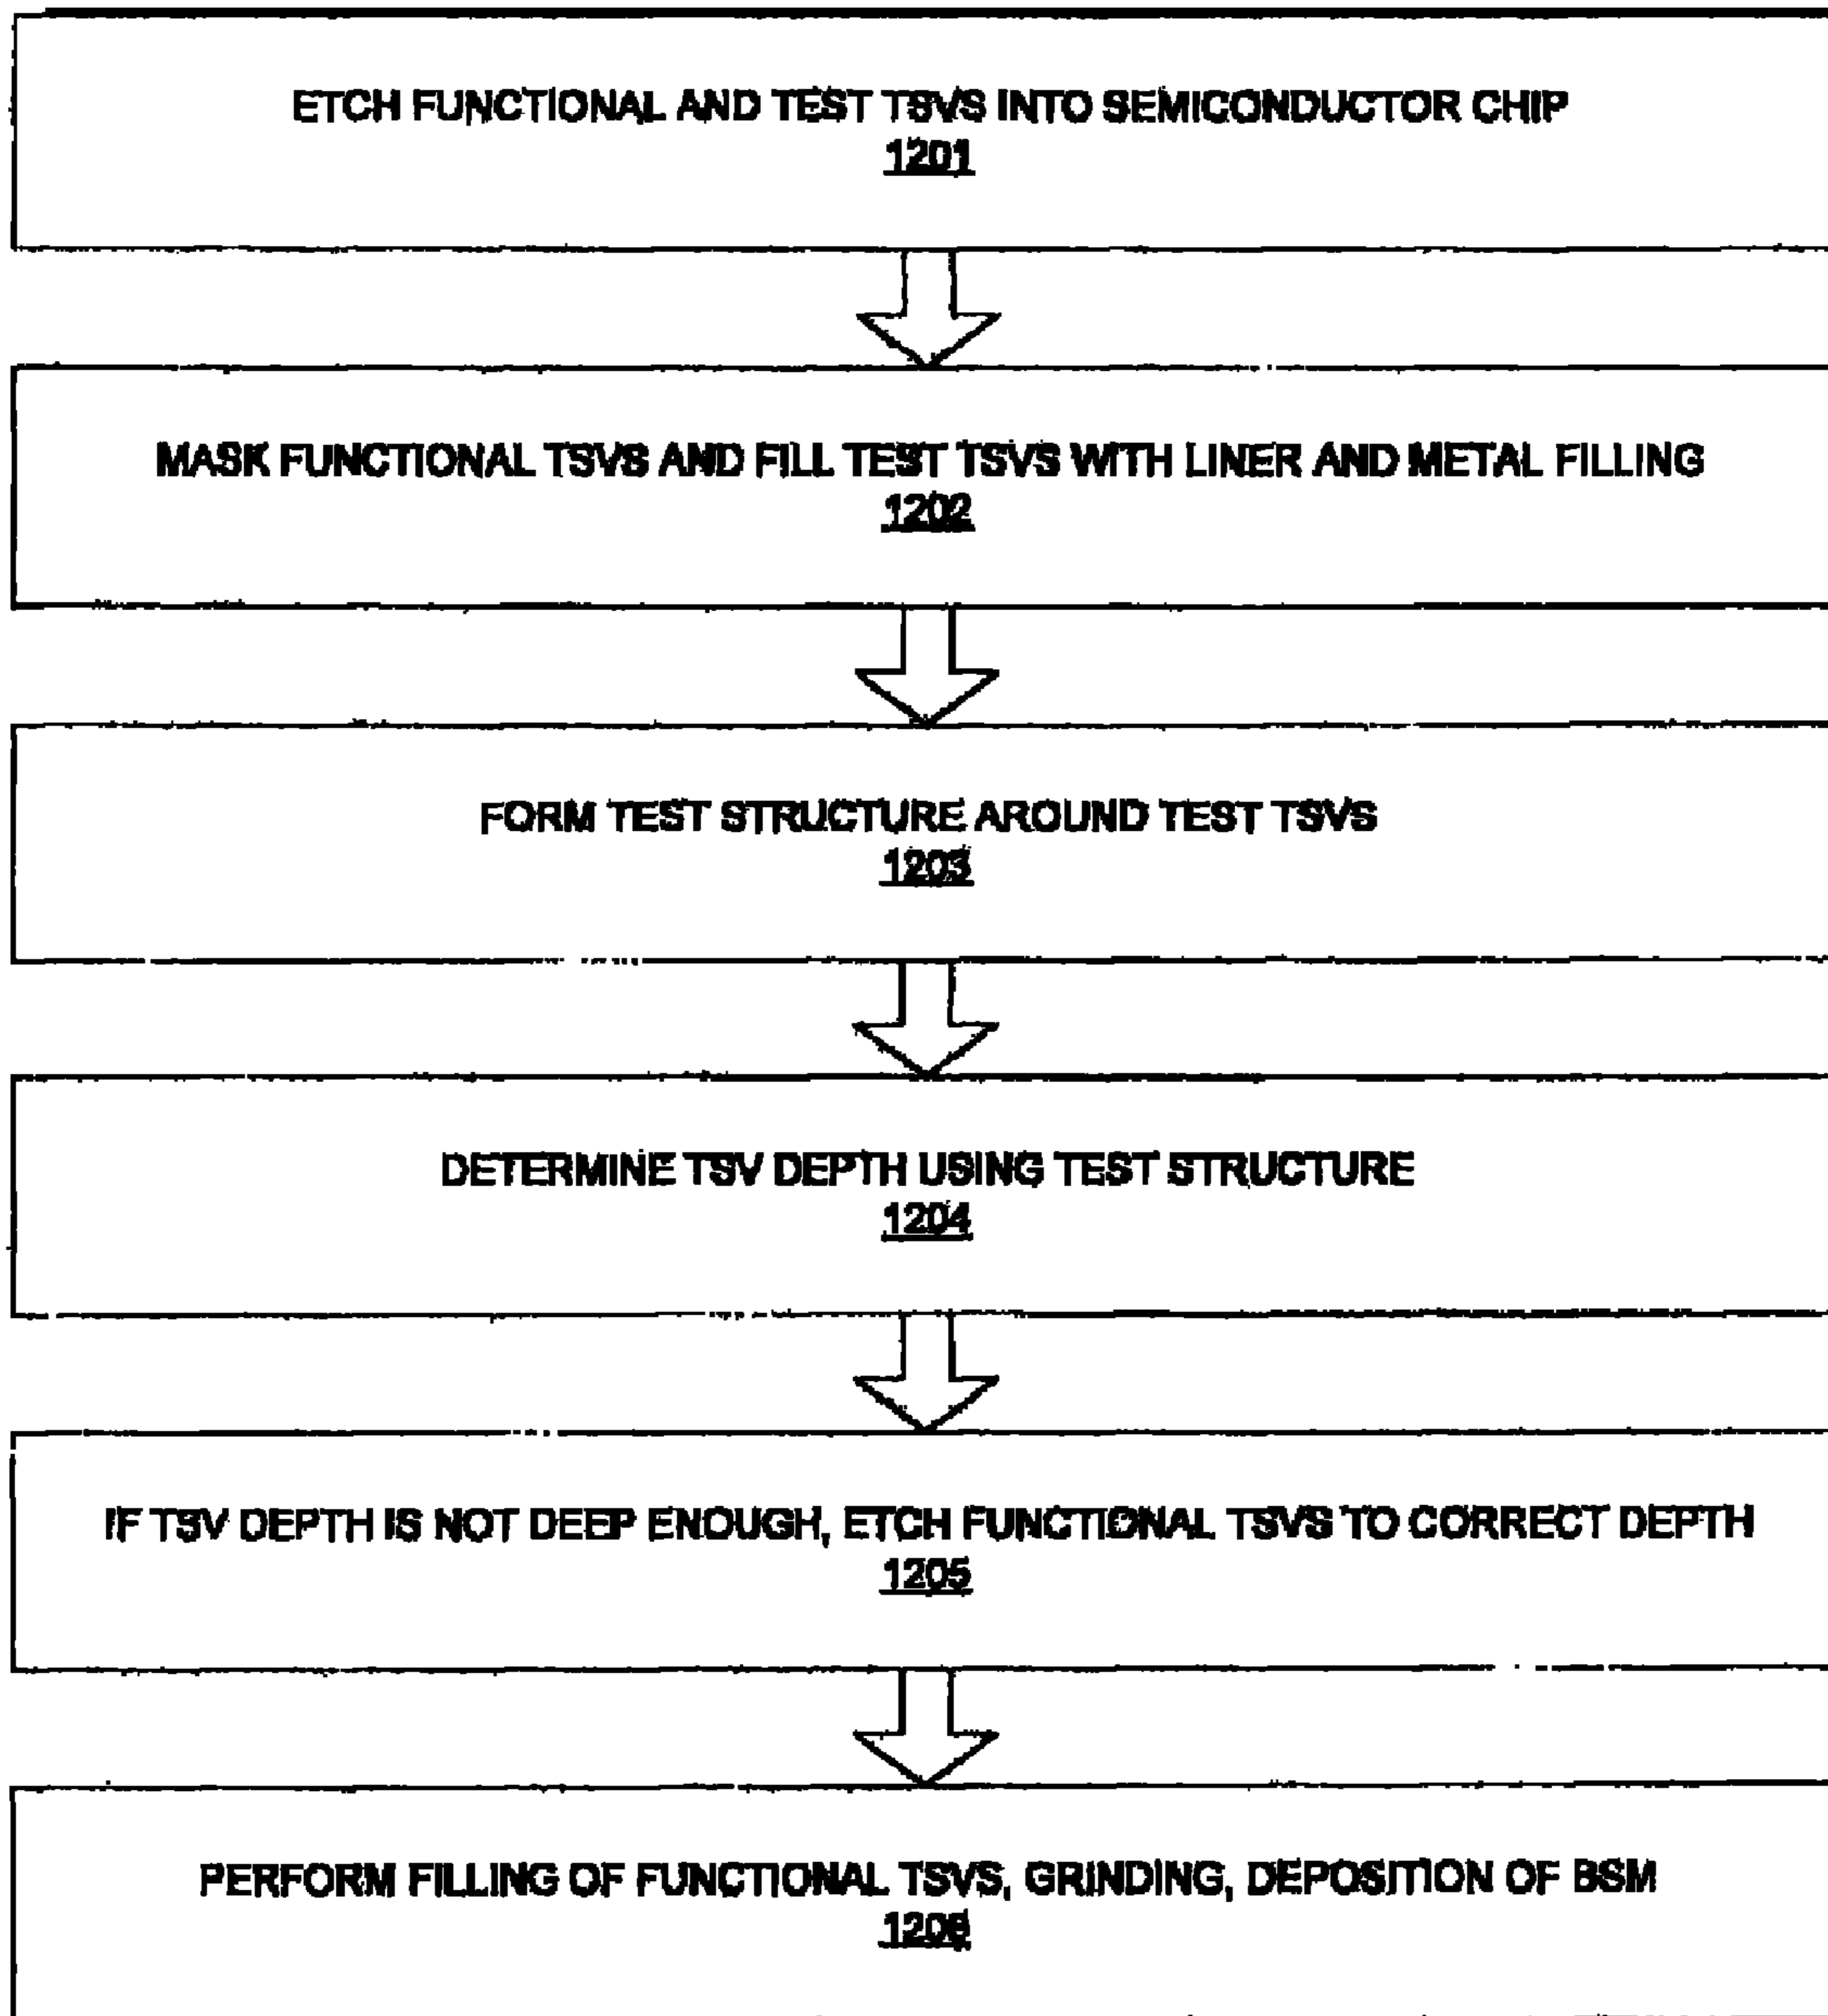 ETCH FUNCTIONAL AND TEST TSVS INTO SEMICONDUCTOR CHIP
1201
MASK FUNCTIONAL TSVS AND FILL TEST TSVS WITH LINER AND METAL FILLING
1202
FORM TEST STRUCTURE AROUND TEST TSVS
1203
DETERMINE TSV DEPTH USING TEST STRUCTURE
1204
IF TSV DEPTH IS NOT DEEP ENOUGH, ETCH FUNCTIONAL TSVS TO CORRECT DEPTH
1205
PERFORM FILLING OF FUNCTIONAL TSVS, GRINDING, DEPOSITION OF BSM
1206